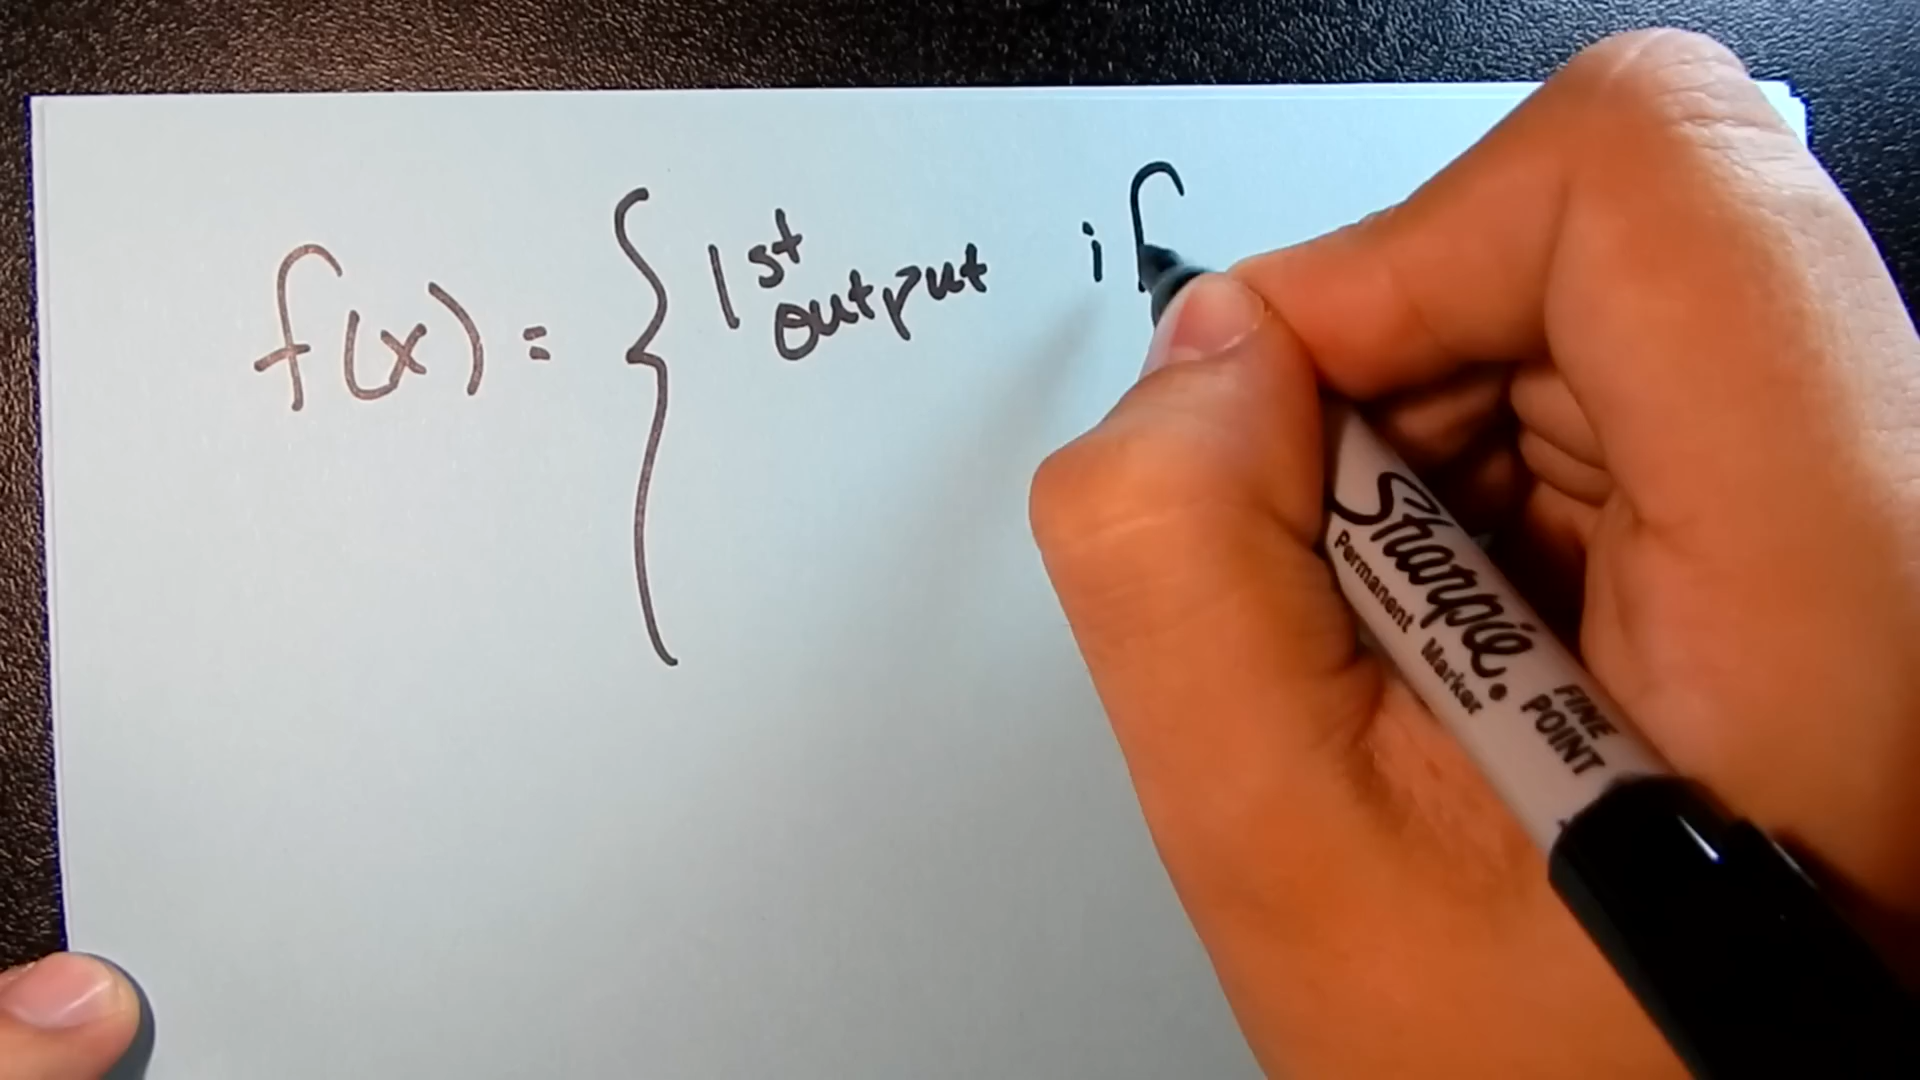 f(x) = { 1st output if
Sharpie.
Permanent Marker
FINE
POINT